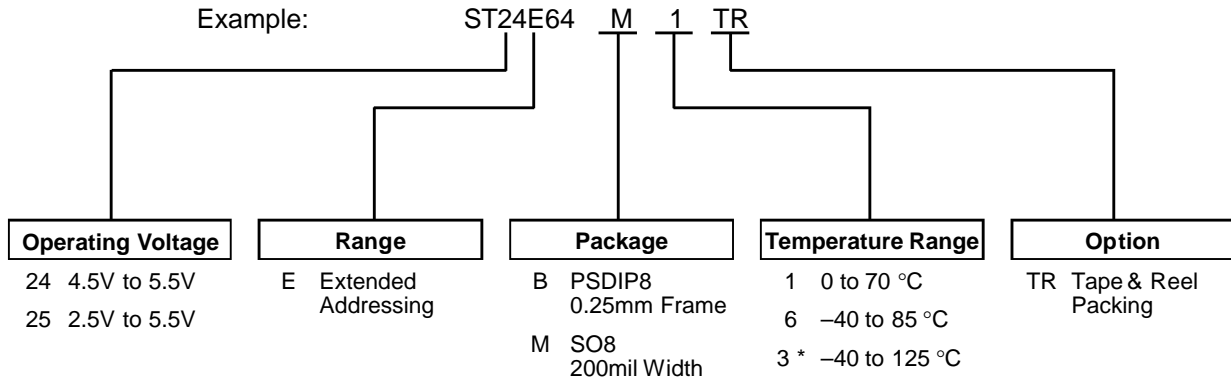 Example: ST24E64 M 1 TR
Operating Voltage
24 4.5V to 5.5V
25 2.5V to 5.5V
Range
E Extended
Addressing
Package
B PSDIP8
0.25mm Frame
M SO8
200mil Width
Temperature Range
1 0 to 70 °C
6 –40 to 85 °C
3 * –40 to 125 °C
Option
TR Tape & Reel
Packing